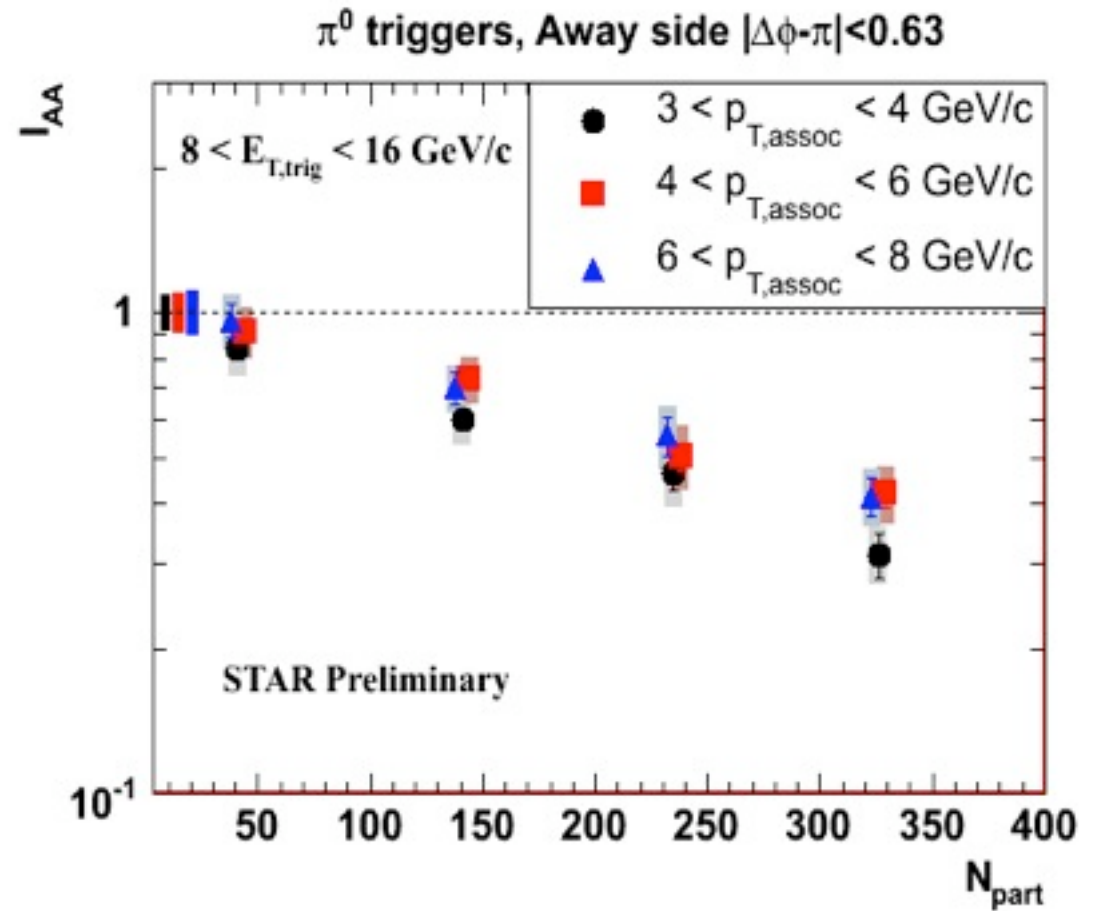 π⁰ triggers, Away side |Δϕ-π|<0.63
I_AA
8 < E_T,trig < 16 GeV/c
3 < p_T,assoc < 4 GeV/c
4 < p_T,assoc < 6 GeV/c
6 < p_T,assoc < 8 GeV/c
1
STAR Preliminary
10⁻¹
50 100 150 200 250 300 350 400
N_part